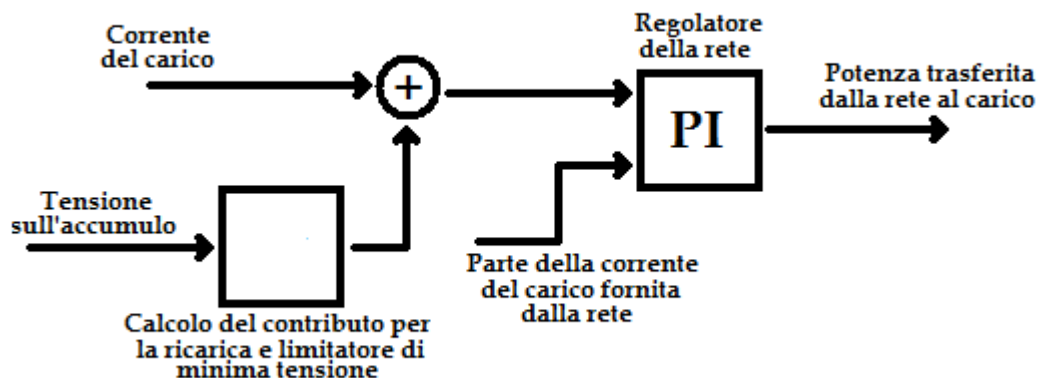 Corrente
del carico
+
Regolatore
della rete
PI
Potenza trasferita
dalla rete al carico
Tensione
sull'accumulo
Calcolo del contributo per
la ricarica e limitatore di
minima tensione
Parte della corrente
del carico fornita
dalla rete